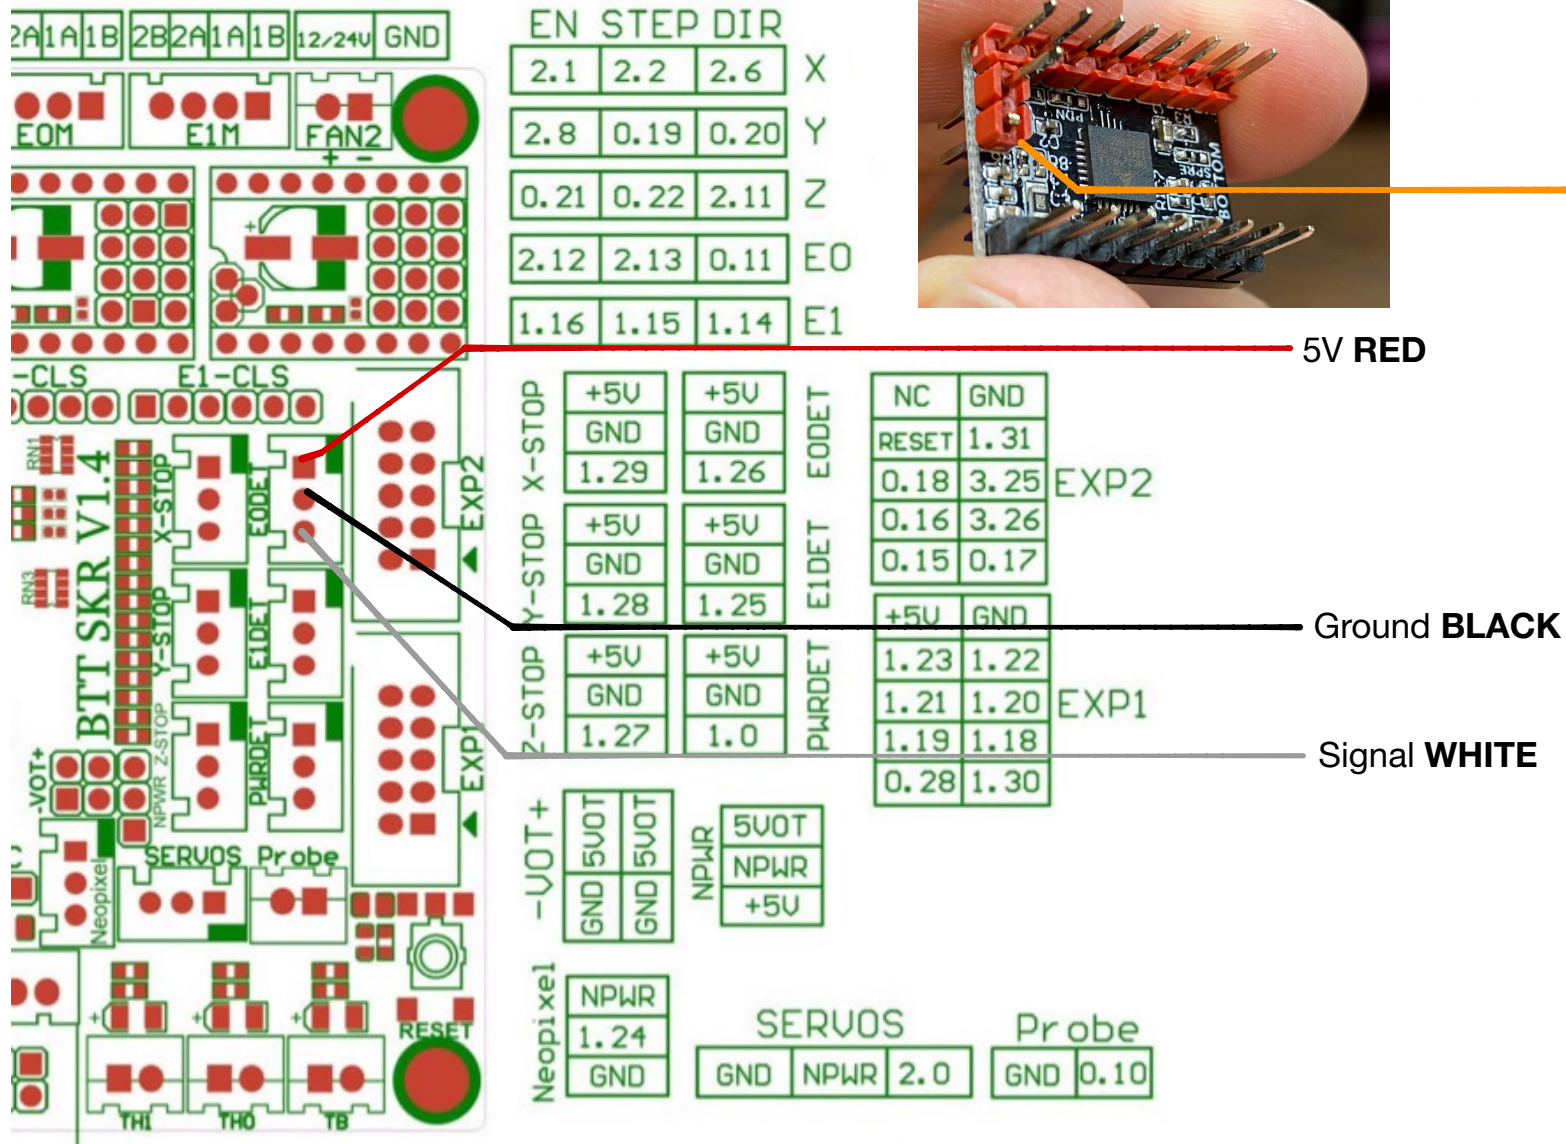 2A 1A 1B 2B 2A 1A 1B 12/24V GND
EN STEP DIR
2.1 2.2 2.6 X
2.8 0.19 0.20 Y
0.21 0.22 2.11 Z
2.12 2.13 0.11 E0
1.16 1.15 1.14 E1
E0M
E1M
FAN2
+ -
+
PDN
R3
SPRE
5V RED
-CLS
E1-CLS
RN1
RN3
BTT SKR V1.4
X-STOP
E0DET
EXP2
Y-STOP
E1DET
Z-STOP
PWRDET
EXP1
X-STOP
+5V
GND
1.29
+5V
GND
1.26
E0DET
Y-STOP
+5V
GND
1.28
+5V
GND
1.25
E1DET
Z-STOP
+5V
GND
1.27
+5V
GND
1.0
PWRDET
NC GND
RESET 1.31
0.18 3.25
0.16 3.26
0.15 0.17
EXP2
Ground BLACK
+5V GND
1.23 1.22
1.21 1.20
1.19 1.18
0.28 1.30
EXP1
Signal WHITE
-VOT+
NPWR
Neopixel
SERVOS Probe
-VOT+
GND 5VOT
GND 5VOT
NPWR
5VOT
NPWR
+5V
Neopixel
NPWR
1.24
GND
SERVOS
GND NPWR 2.0
Probe
GND 0.10
+ + +
RESET
TH1
TH0
TB